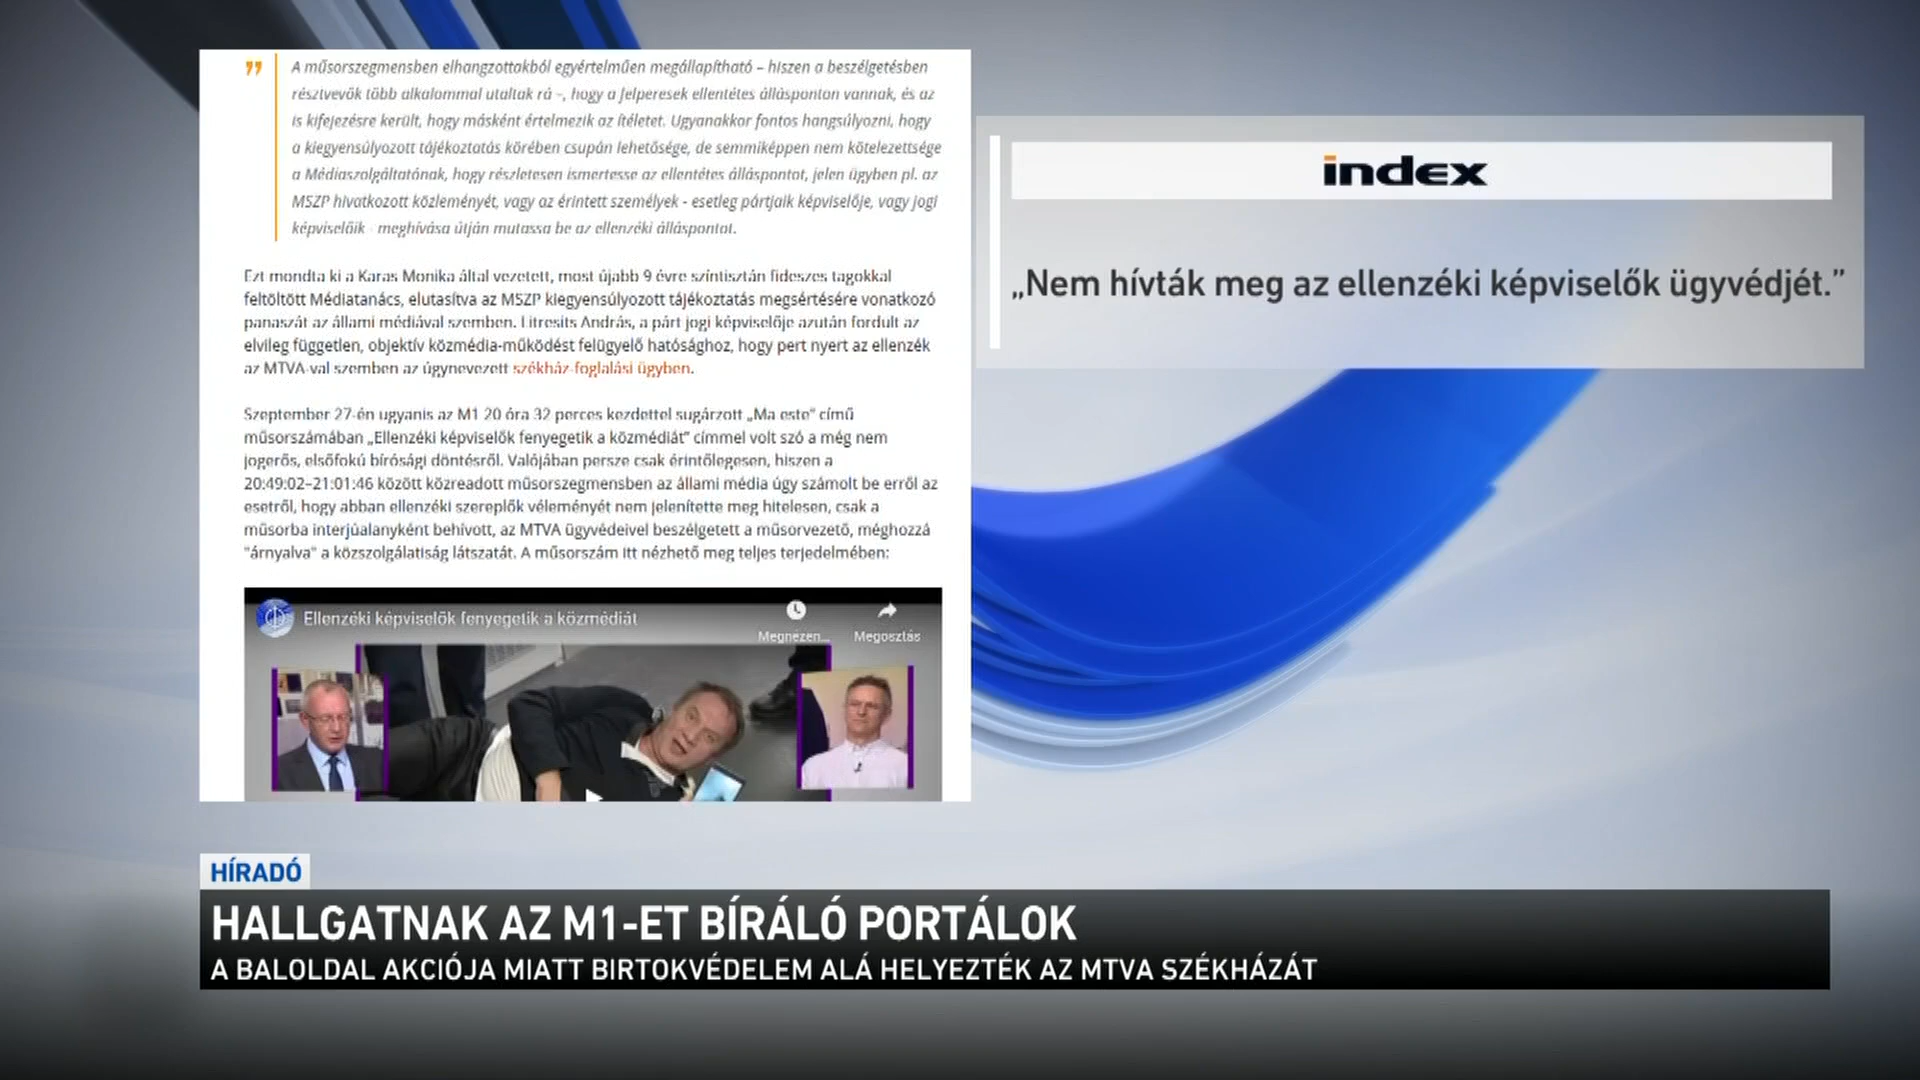 A műsorszegmensben elhangzottakból egyértelműen megállapítható – hiszen a beszélgetésben
résztvevők több alkalommal utaltak rá –, hogy a felperesek ellentétes állásponton vannak, és az
is kifejezésre került, hogy másként értelmezik az ítéletet. Ugyanakkor fontos hangsúlyozni, hogy
a kiegyensúlyozott tájékoztatás körében csupán lehetősége, de semmiképpen nem kötelezettsége
a Médiaszolgáltatónak, hogy részletesen ismertesse az ellentétes álláspontot, jelen ügyben pl. az
MSZP hivatkozott közleményét, vagy az érintett személyek - esetleg pártjaik képviselője, vagy jogi
képviselőik - meghívása útján mutassa be az ellenzéki álláspontot.
Ezt mondta ki a Karas Monika által vezetett, most újabb 9 évre színtisztán fideszes tagokkal
feltöltött Médiatanács, elutasítva az MSZP kiegyensúlyozott tájékoztatás megsértésére vonatkozó
panaszát az állami médiával szemben. Litresits András, a párt jogi képviselője azután fordult az
elvileg független, objektív közmédia-működést felügyelő hatósághoz, hogy pert nyert az ellenzék
az MTVA-val szemben az úgynevezett székház-foglalási ügyben.
Szeptember 27-én ugyanis az M1 20 óra 32 perces kezdettel sugárzott „Ma este” című
műsorszámában „Ellenzéki képviselők fenyegetik a közmédiát” címmel volt szó a még nem
jogerős, elsőfokú bírósági döntésről. Valójában persze csak érintőlegesen, hiszen a
20:49:02–21:01:46 között közreadott műsorszegmensben az állami média úgy számolt be erről az
esetről, hogy abban ellenzéki szereplők véleményét nem jelenítette meg hitelesen, csak a
műsorba interjúalanyként behívott, az MTVA ügyvédeivel beszélgetett a műsorvezető, méghozzá
"árnyalva" a közszolgálatiság látszatát. A műsorszám itt nézhető meg teljes terjedelmében:
Ellenzéki képviselők fenyegetik a közmédiát
Megnézen... Megosztás
index
„Nem hívták meg az ellenzéki képviselők ügyvédjét.”
HÍRADÓ
HALLGATNAK AZ M1-ET BÍRÁLÓ PORTÁLOK
A BALOLDAL AKCIÓJA MIATT BIRTOKVÉDELEM ALÁ HELYEZTÉK AZ MTVA SZÉKHÁZÁT